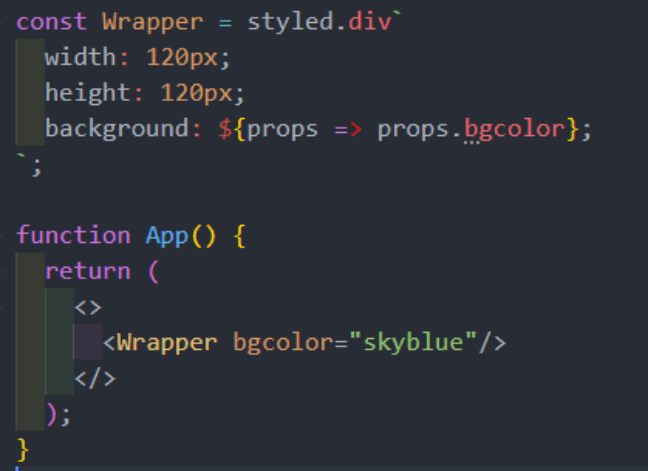 const Wrapper = styled.div`
  width: 120px;
  height: 120px;
  background: ${props => props.bgcolor};
`;

function App() {
  return (
    <>
      <Wrapper bgcolor="skyblue"/>
    </>
  );
}